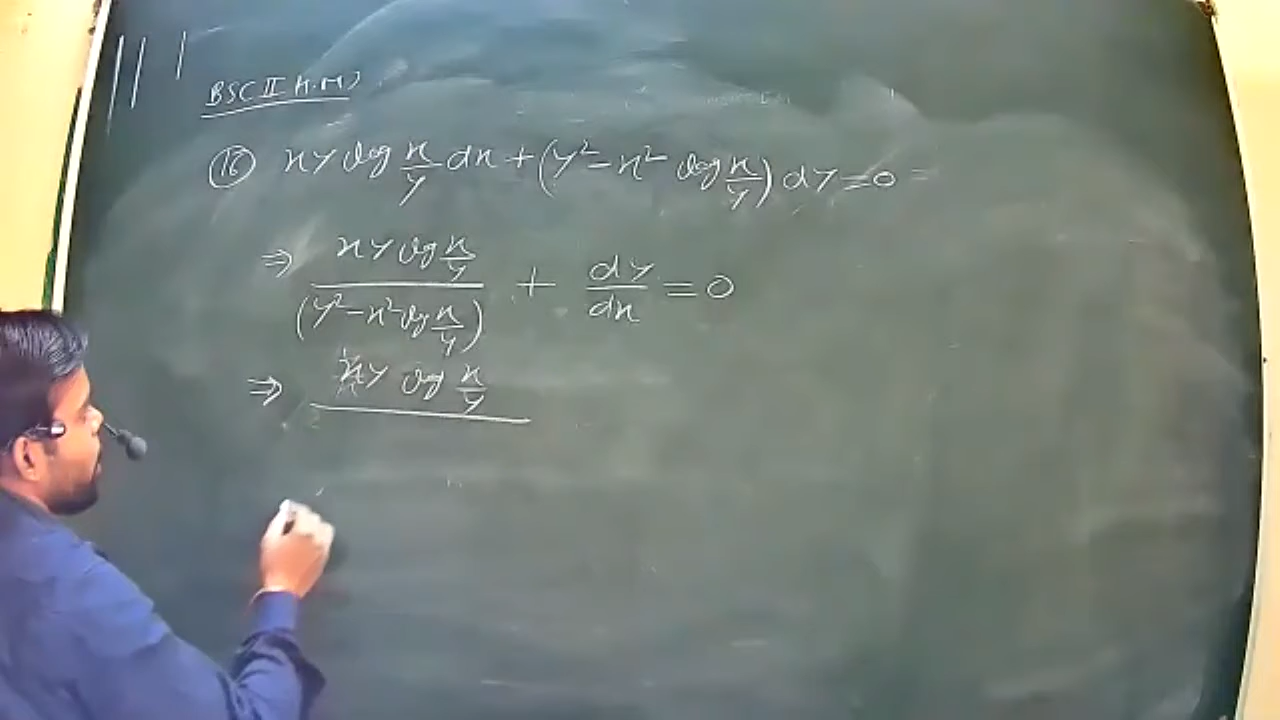 BSC II (H.M)
(16) xy log x/y dx + (y² - x² log x/y) dy = 0
⇒ xy log x/y / (y² - x² log x/y) + dy/dx = 0
⇒ xy log x/y